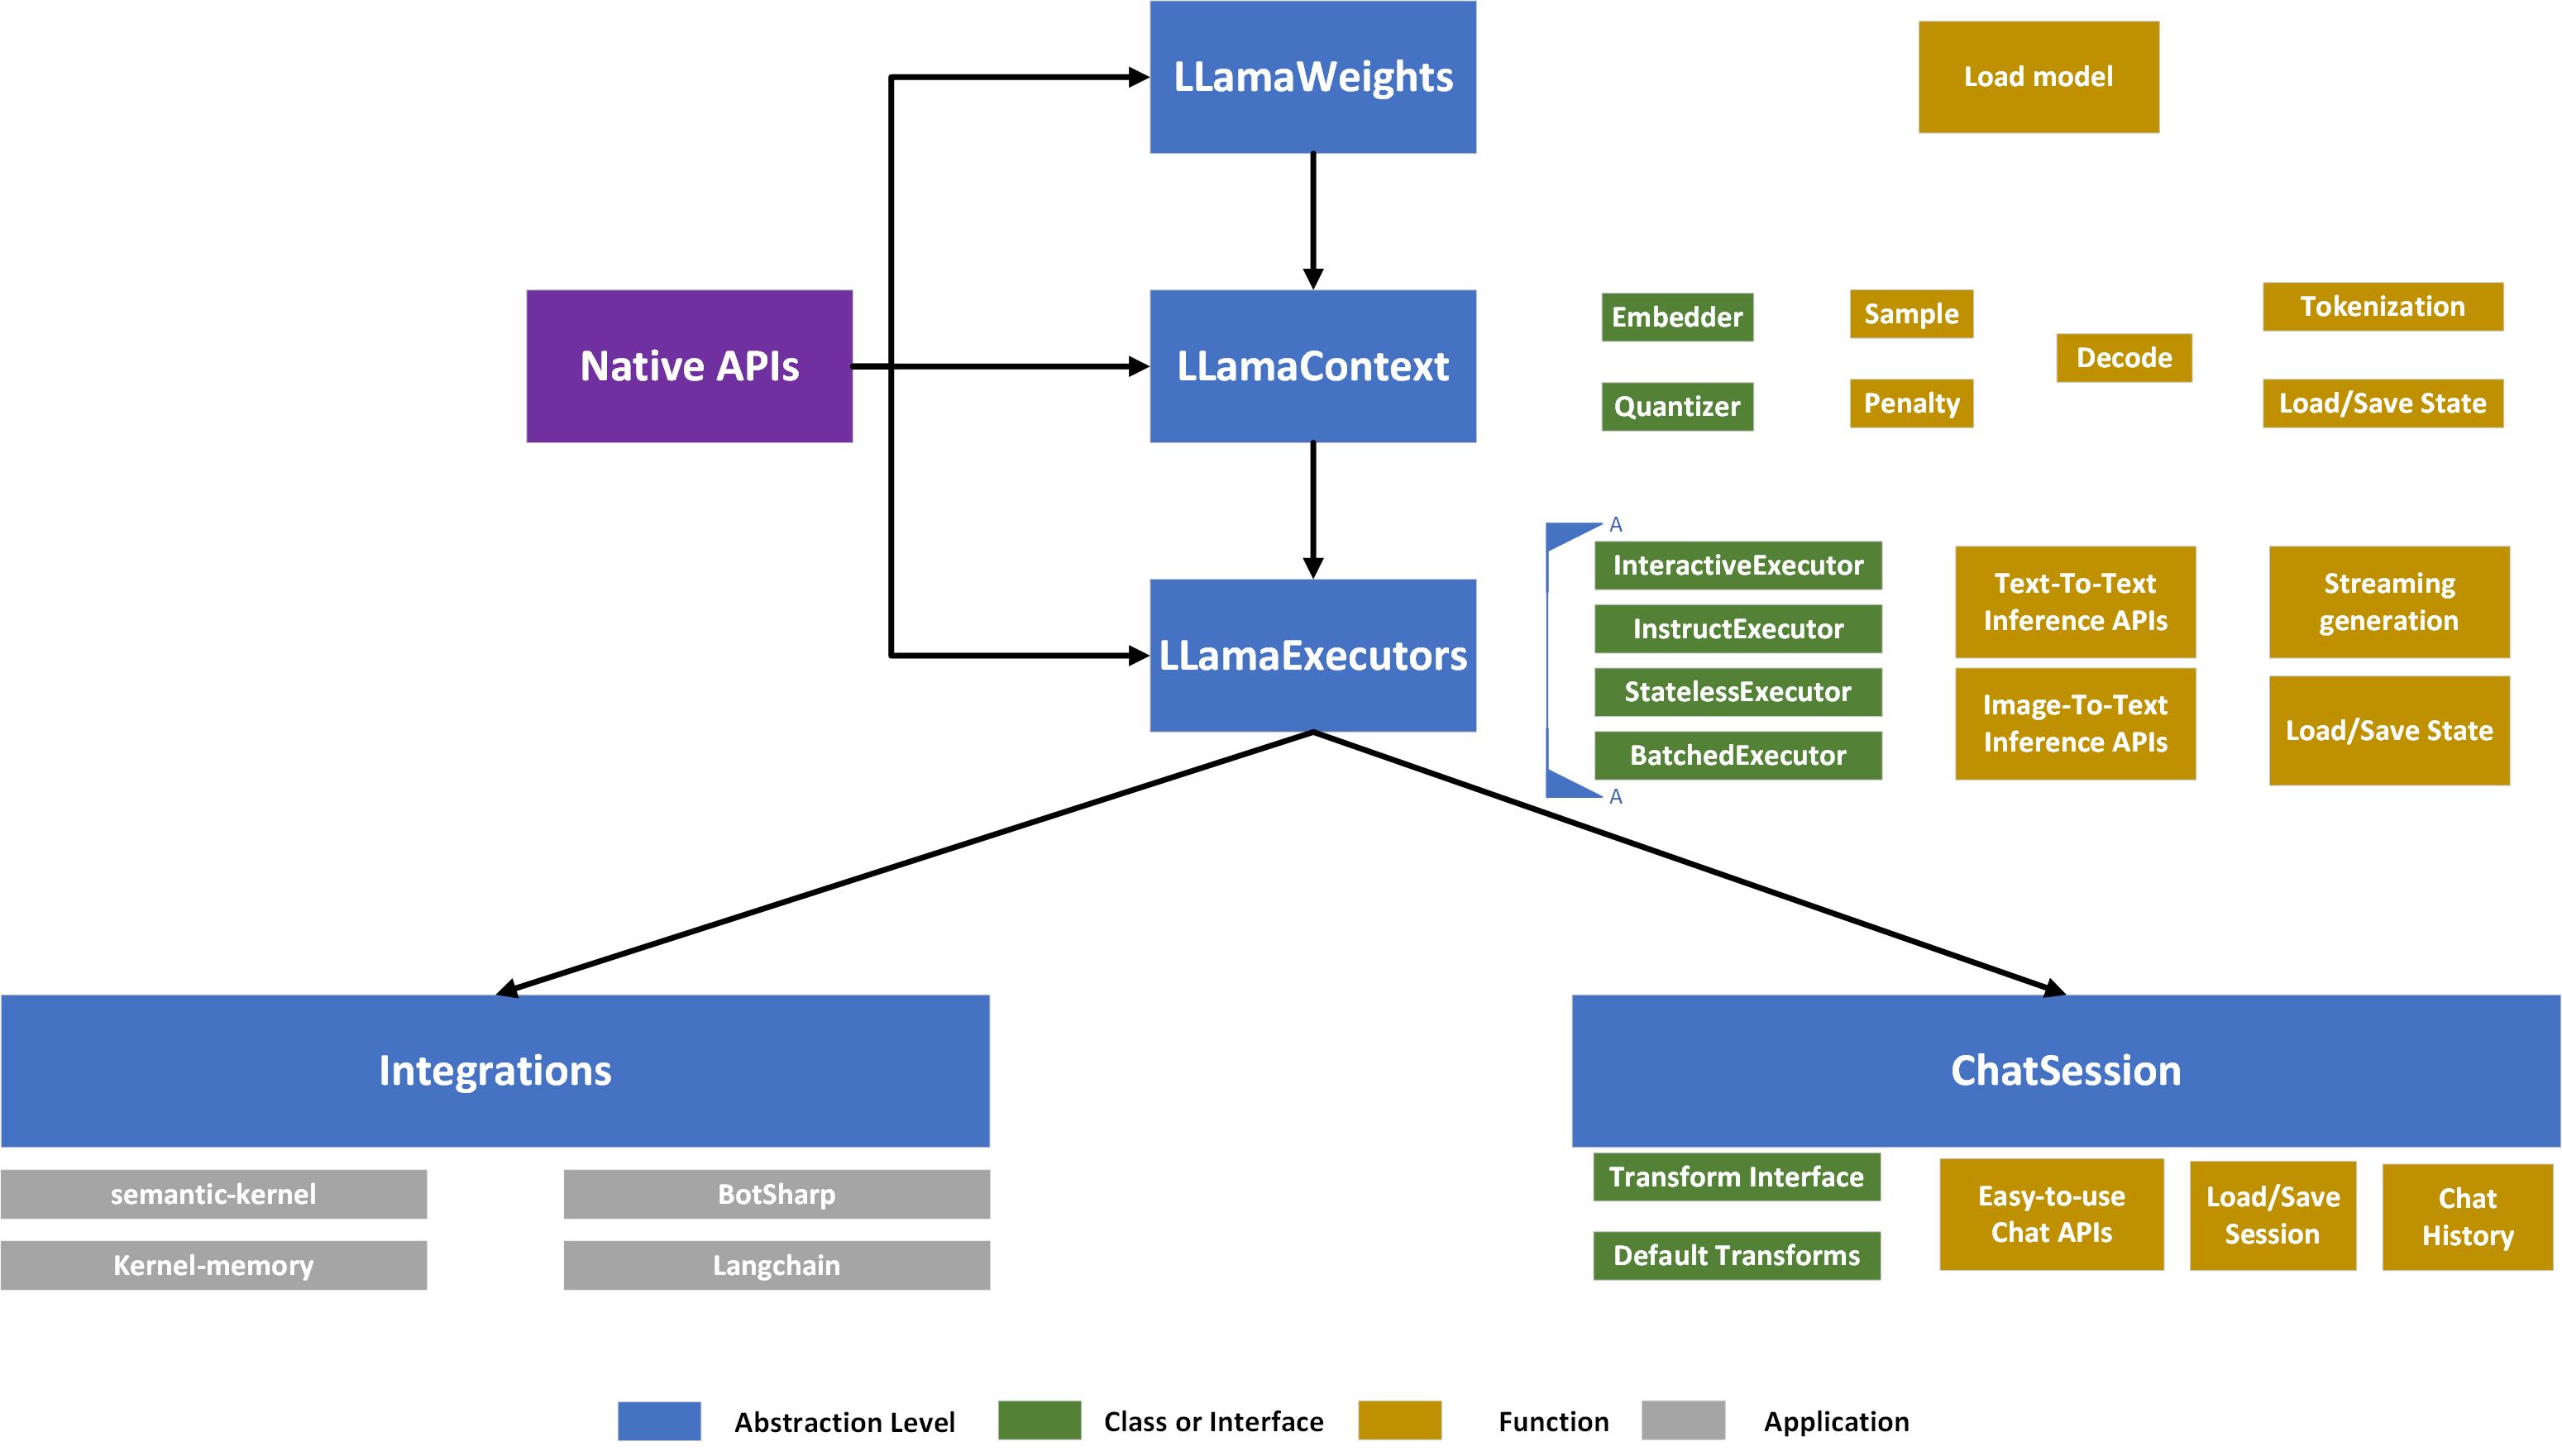 LLamaWeights
Load model
Native APIs
LLamaContext
Embedder
Quantizer
Sample
Penalty
Decode
Tokenization
Load/Save State
LLamaExecutors
A
InteractiveExecutor
InstructExecutor
StatelessExecutor
BatchedExecutor
A
Text-To-Text
Inference APIs
Image-To-Text
Inference APIs
Streaming
generation
Load/Save State
Integrations
semantic-kernel
BotSharp
Kernel-memory
Langchain
ChatSession
Transform Interface
Default Transforms
Easy-to-use
Chat APIs
Load/Save
Session
Chat
History
Abstraction Level
Class or Interface
Function
Application